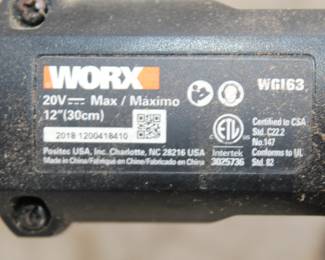 WORX
WG163
20V Max / Máximo
12"(30cm)
2018 1200418410
Certified to CSA
Std. C22.2
No.147
Conforms to UL
Std. 82
Intertek
3025736
Positec USA, Inc. Charlotte, NC 28216 USA
Made in China/Fabriqué en Chine/Fabricado en China